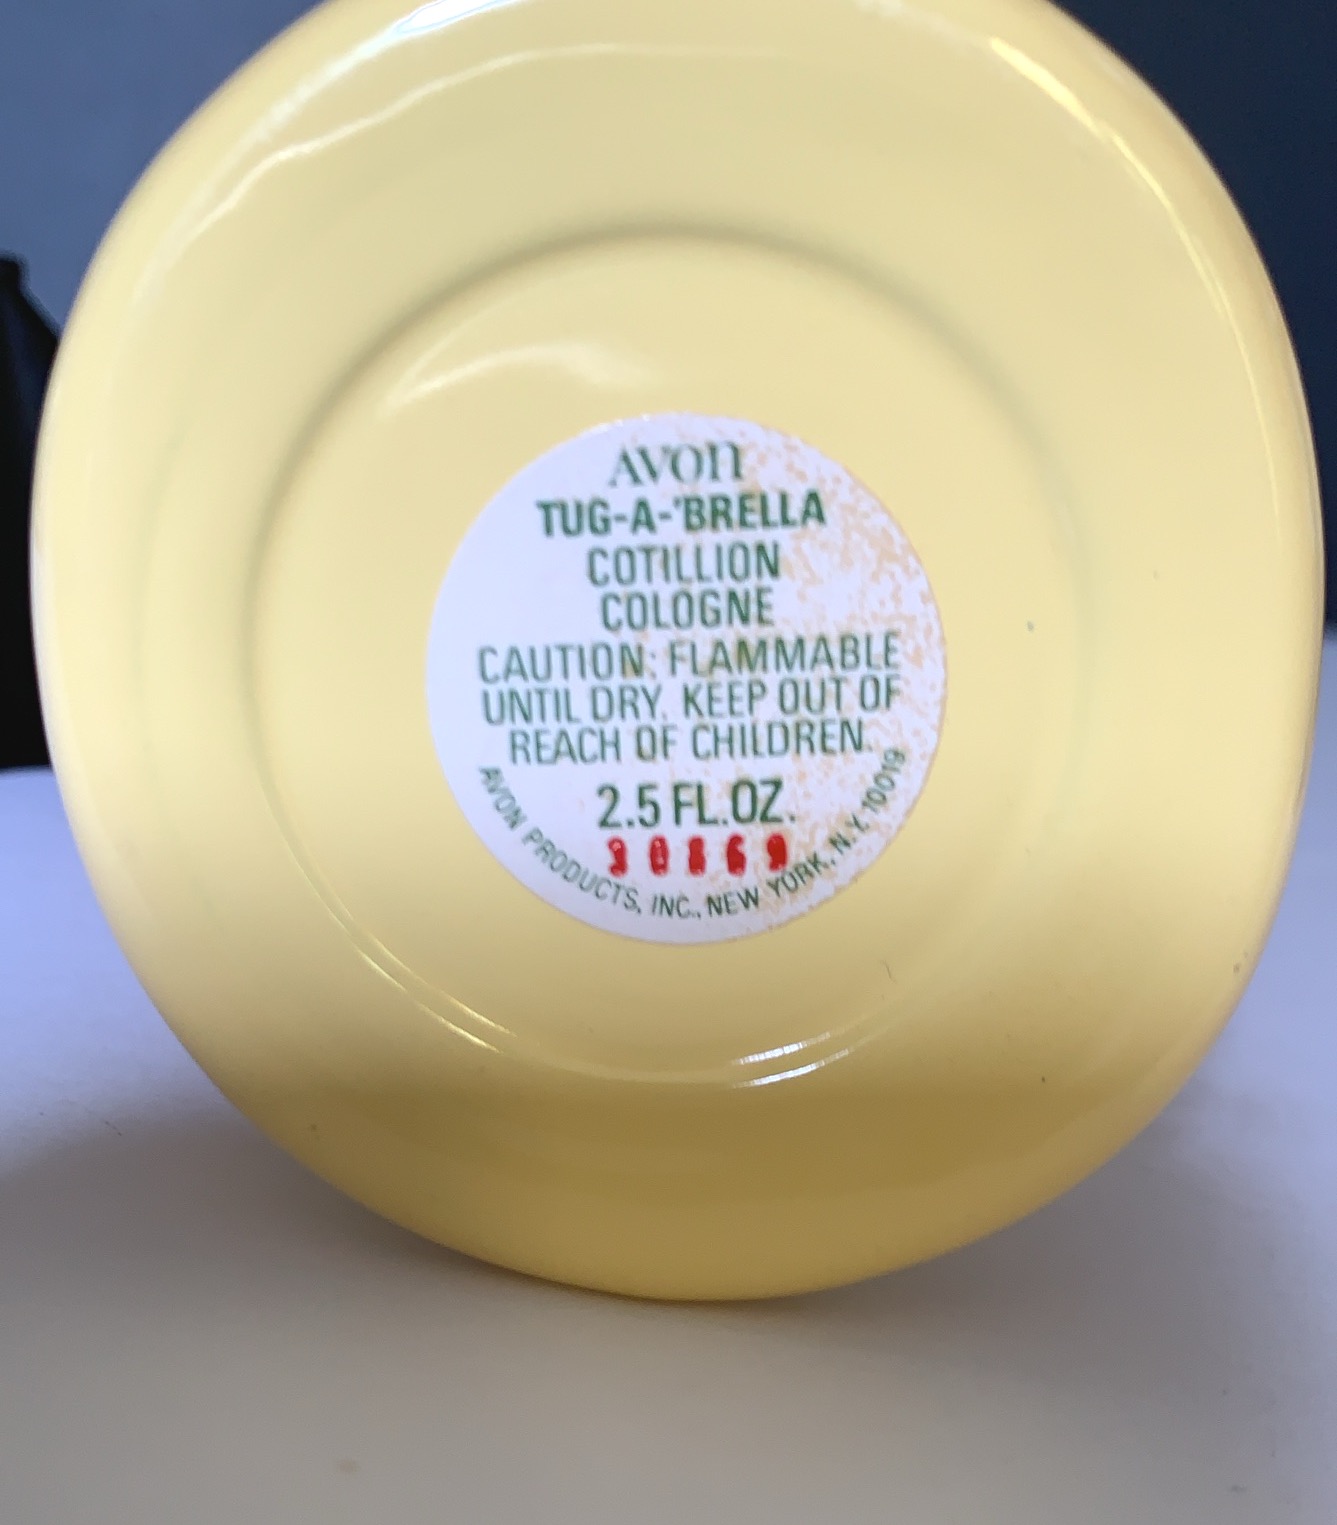 AVON
TUG-A-'BRELLA
COTILLION
COLOGNE
CAUTION: FLAMMABLE
UNTIL DRY. KEEP OUT OF
REACH OF CHILDREN.
2.5 FL.OZ.
AVON PRODUCTS, INC., NEW YORK, N.Y. 10019